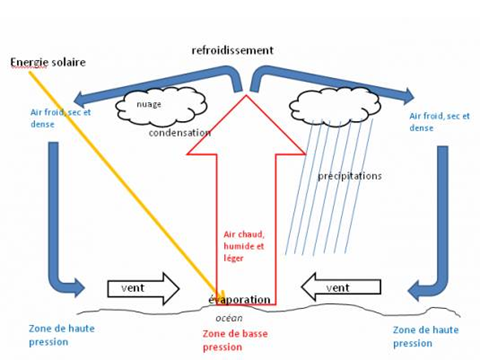 refroidissement
Energie solaire
nuage
Air froid, sec et
dense
condensation
Air froid, sec et
dense
précipitations
Air chaud,
humide et
léger
vent
vent
évaporation
océan
Zone de haute
pression
Zone de basse
pression
Zone de haute
pression